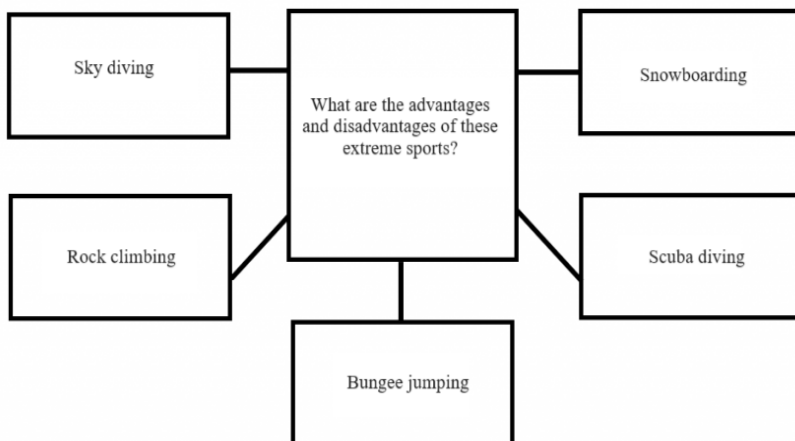 Sky diving
What are the advantages
and disadvantages of these
extreme sports?
Snowboarding
Rock climbing
Scuba diving
Bungee jumping